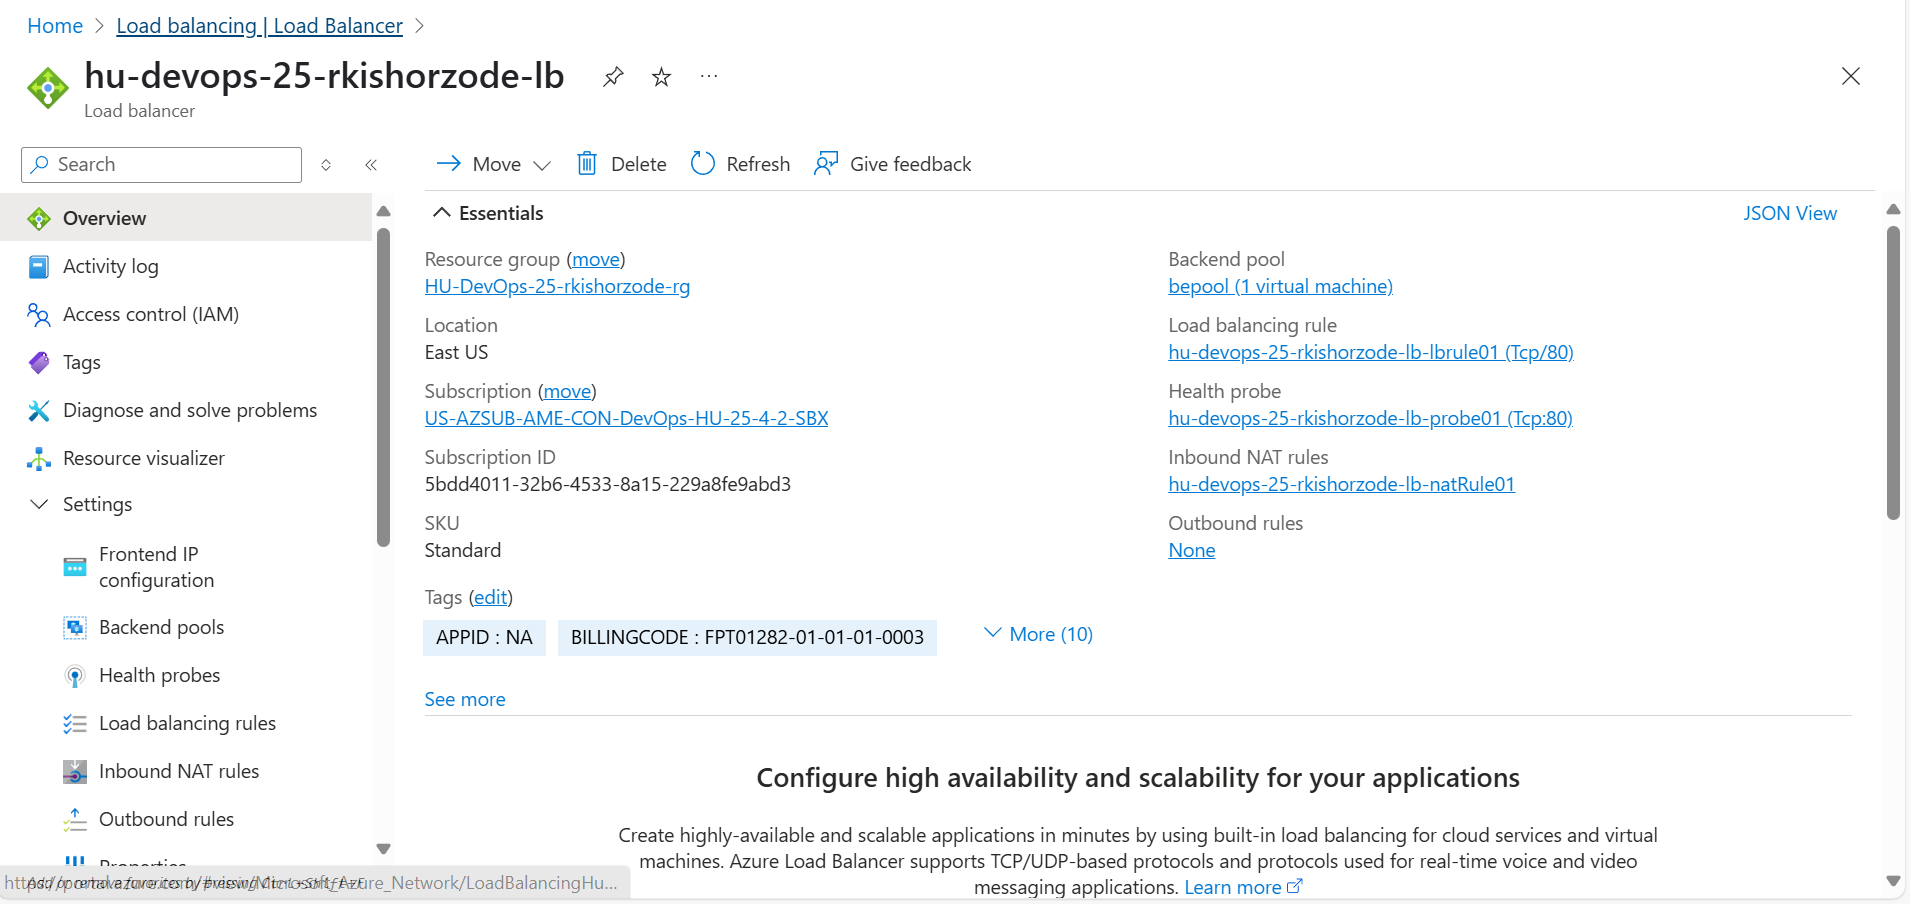 Home > Load balancing | Load Balancer >
hu-devops-25-rkishorzode-lb
Load balancer
Search
Move
Delete
Refresh
Give feedback
Overview
Activity log
Access control (IAM)
Tags
Diagnose and solve problems
Resource visualizer
Settings
Frontend IP
configuration
Backend pools
Health probes
Load balancing rules
Inbound NAT rules
Outbound rules
Properties
Essentials
JSON View
Resource group (move)
HU-DevOps-25-rkishorzode-rg
Location
East US
Subscription (move)
US-AZSUB-AME-CON-DevOps-HU-25-4-2-SBX
Subscription ID
5bdd4011-32b6-4533-8a15-229a8fe9abd3
SKU
Standard
Backend pool
bepool (1 virtual machine)
Load balancing rule
hu-devops-25-rkishorzode-lb-lbrule01 (Tcp/80)
Health probe
hu-devops-25-rkishorzode-lb-probe01 (Tcp:80)
Inbound NAT rules
hu-devops-25-rkishorzode-lb-natRule01
Outbound rules
None
Tags (edit)
APPID : NA
BILLINGCODE : FPT01282-01-01-01-0003
More (10)
See more
Configure high availability and scalability for your applications
Create highly-available and scalable applications in minutes by using built-in load balancing for cloud services and virtual
machines. Azure Load Balancer supports TCP/UDP-based protocols and protocols used for real-time voice and video
messaging applications. Learn more
https://portal.azure.com/#view/Microsoft_Azure_Network/LoadBalancingHu...
Add or remove favorites by pressing Ctrl+Shift+F